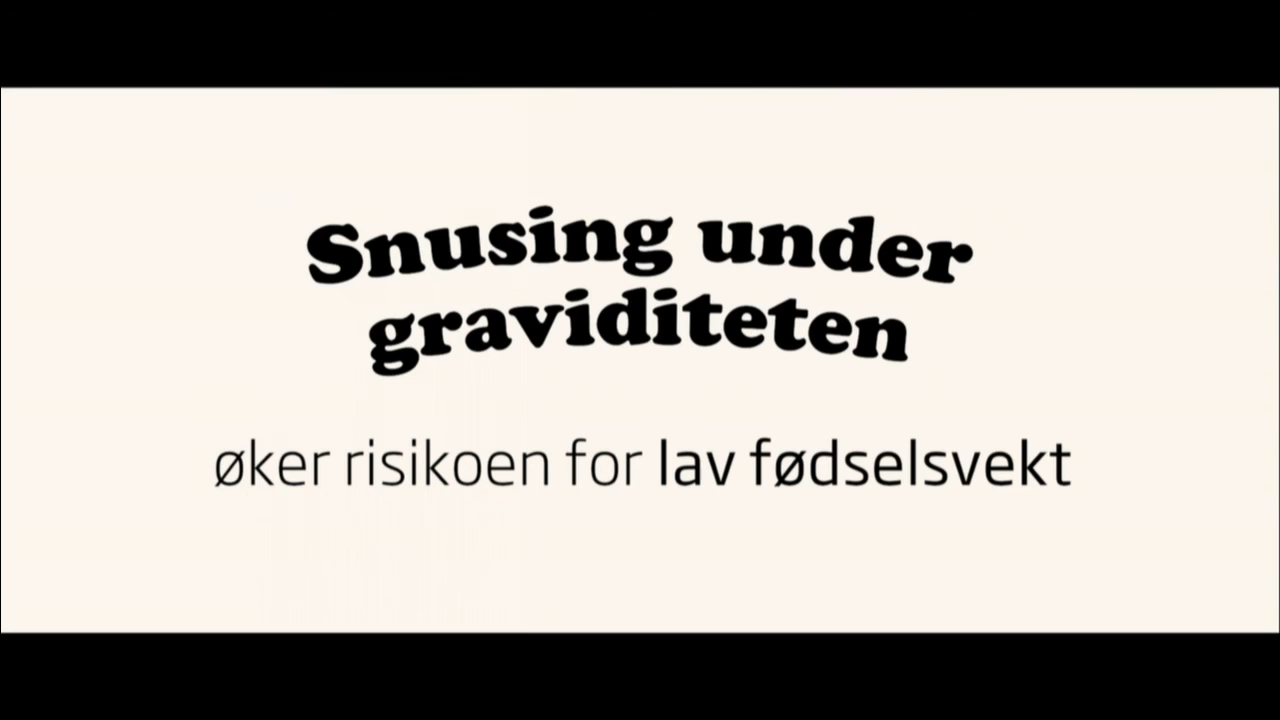 Snusing under
graviditeten
øker risikoen for lav fødselsvekt